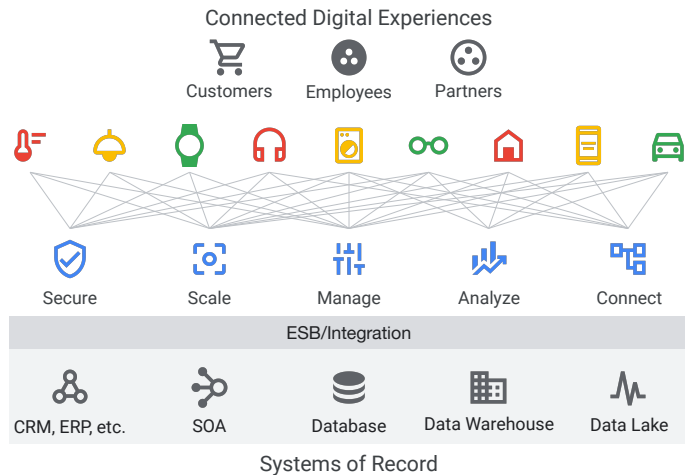 Connected Digital Experiences
Customers
Employees
Partners
Secure
Scale
Manage
Analyze
Connect
ESB/Integration
CRM, ERP, etc.
SOA
Database
Data Warehouse
Data Lake
Systems of Record